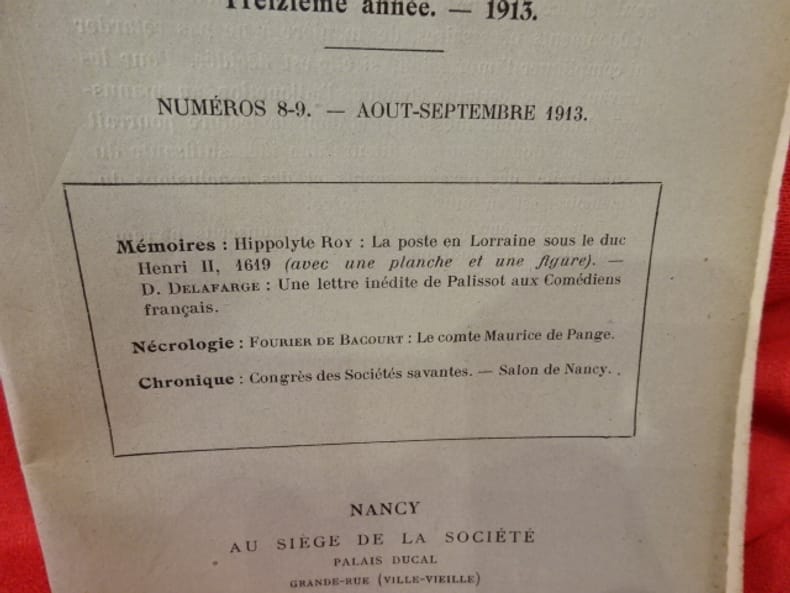 Treizième année. — 1913.
NUMÉROS 8-9. — AOUT-SEPTEMBRE 1913.
Mémoires : Hippolyte ROY : La poste en Lorraine sous le duc
Henri II, 1619 (avec une planche et une figure). —
D. DELAFARGE : Une lettre inédite de Palissot aux Comédiens
français.
Nécrologie : FOURIER DE BACOURT : Le comte Maurice de Pange.
Chronique : Congrès des Sociétés savantes. — Salon de Nancy. .
NANCY
AU SIÈGE DE LA SOCIÉTÉ
PALAIS DUCAL
GRANDE-RUE (VILLE-VIEILLE)